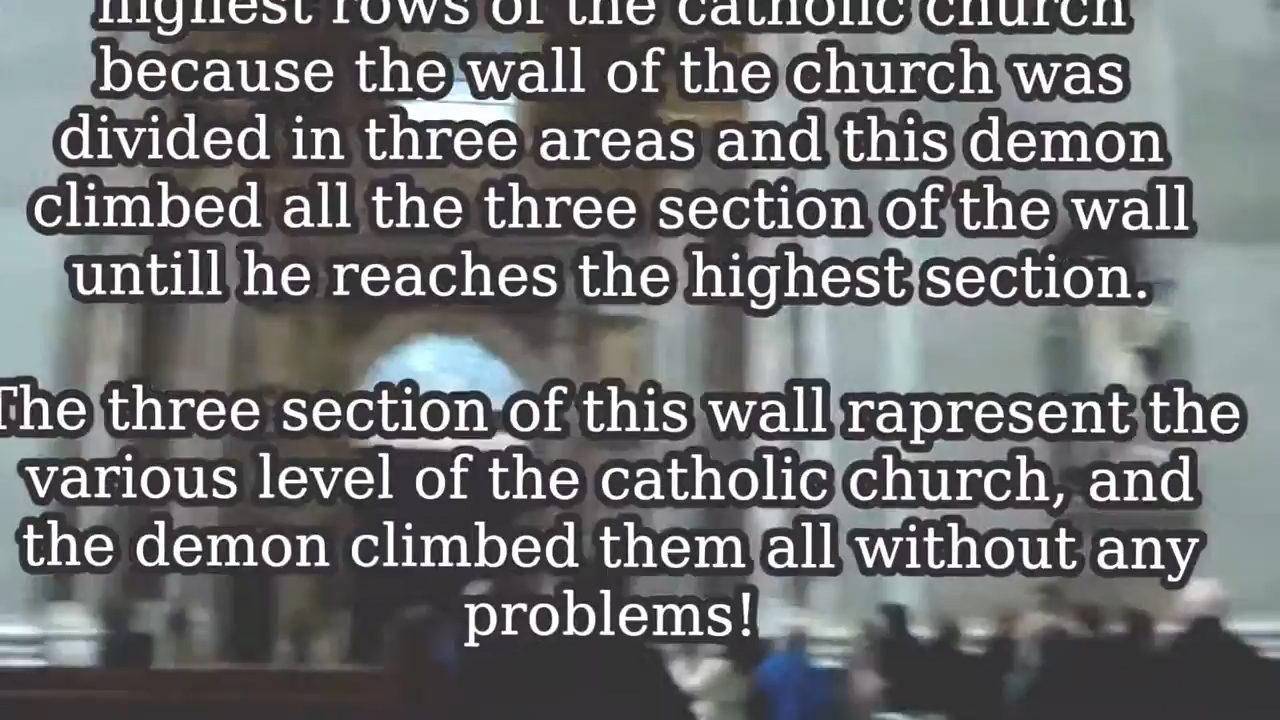 highest rows of the catholic church
because the wall of the church was
divided in three areas and this demon
climbed all the three section of the wall
untill he reaches the highest section.
The three section of this wall rapresent the
various level of the catholic church, and
the demon climbed them all without any
problems!